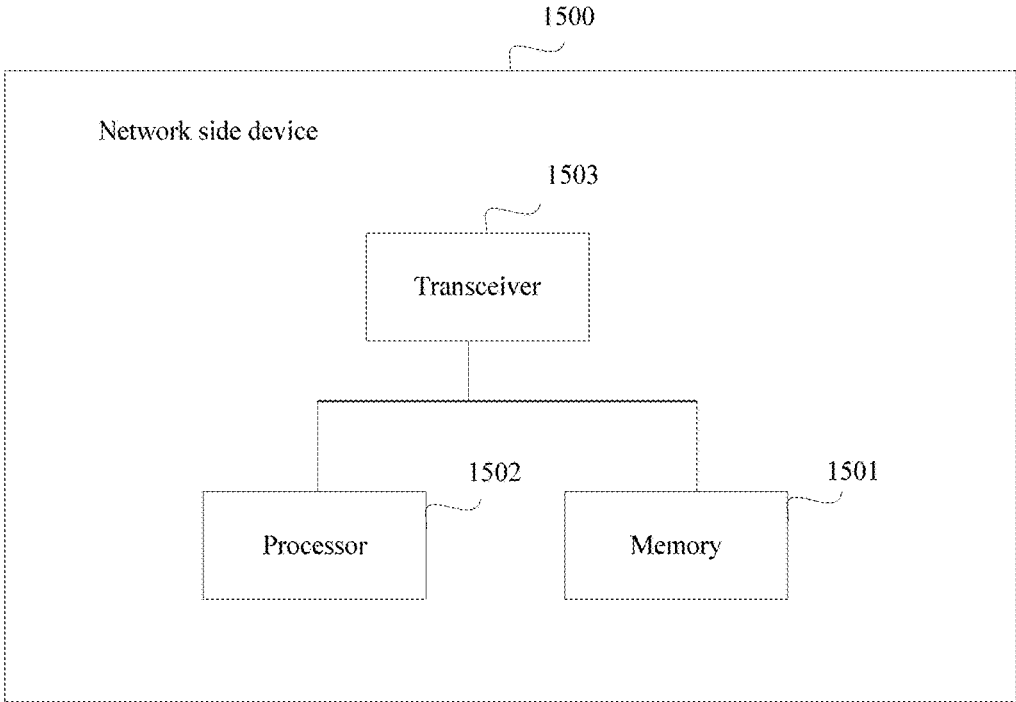 1500
Network side device
1503
Transceiver
1502
1501
Processor
Memory